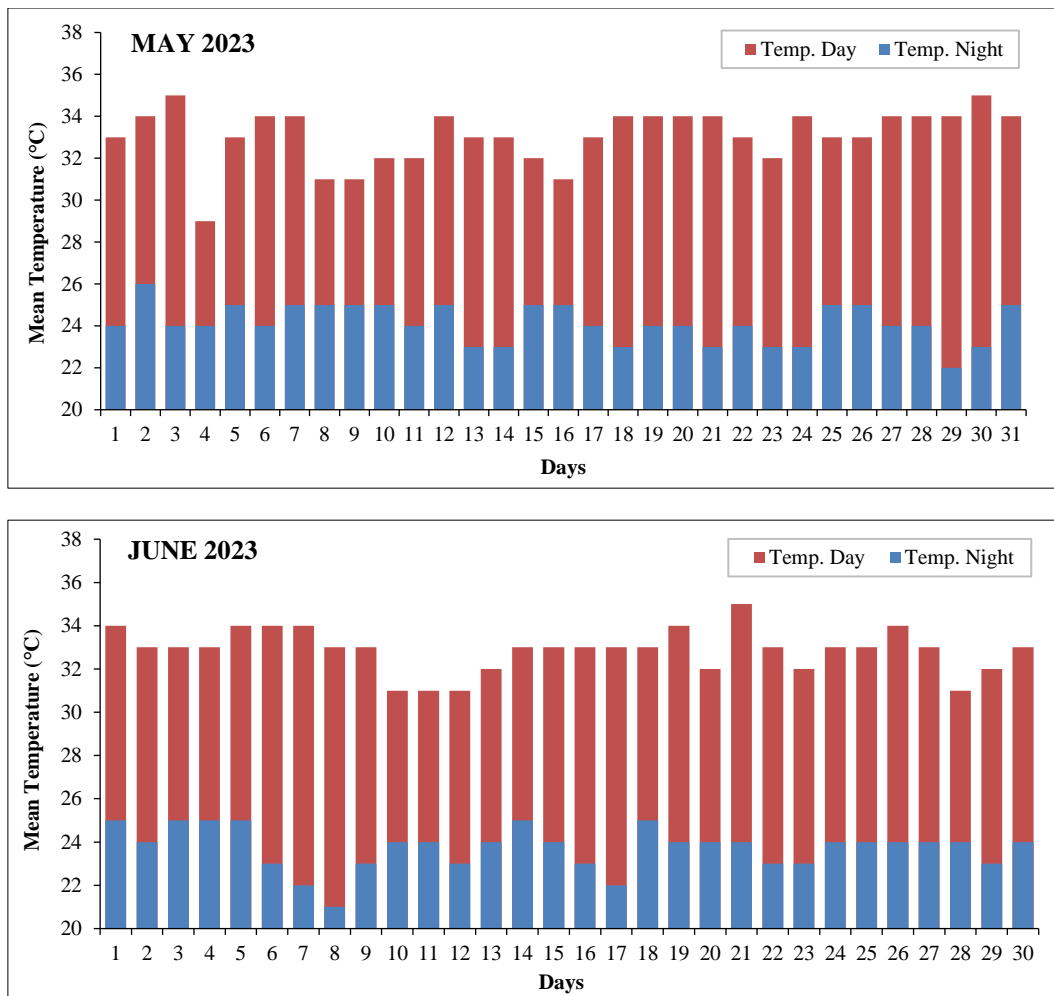 MAY 2023
Temp. Day Temp. Night
Mean Temperature (°C)
38
36
34
32
30
28
26
24
22
20
1 2 3 4 5 6 7 8 9 10 11 12 13 14 15 16 17 18 19 20 21 22 23 24 25 26 27 28 29 30 31
Days
JUNE 2023
Temp. Day Temp. Night
Mean Temperature (°C)
38
36
34
32
30
28
26
24
22
20
1 2 3 4 5 6 7 8 9 10 11 12 13 14 15 16 17 18 19 20 21 22 23 24 25 26 27 28 29 30
Days